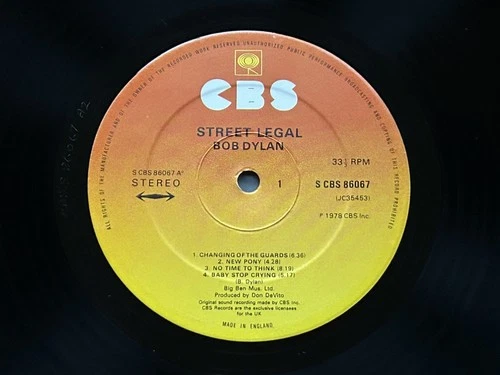 ALL RIGHTS OF THE MANUFACTURER AND OF THE OWNER OF THE RECORDED WORK RESERVED UNAUTHORIZED PUBLIC PERFORMANCE BROADCASTING AND COPYING OF THIS RECORD PROHIBITED
CBS
STREET LEGAL
BOB DYLAN
33⅓ RPM
S CBS 86067 A
STEREO
1
S CBS 86067
(JC35453)
℗ 1978 CBS Inc.
1. CHANGING OF THE GUARDS (6.36)
2. NEW PONY (4.28)
3. NO TIME TO THINK (8.19)
4. BABY STOP CRYING (5.17)
(B. Dylan)
Big Ben Mus. Ltd.
Produced by Don DeVito
Original sound recording made by CBS Inc.
CBS Records are the exclusive licensees
for the UK
MADE IN ENGLAND.